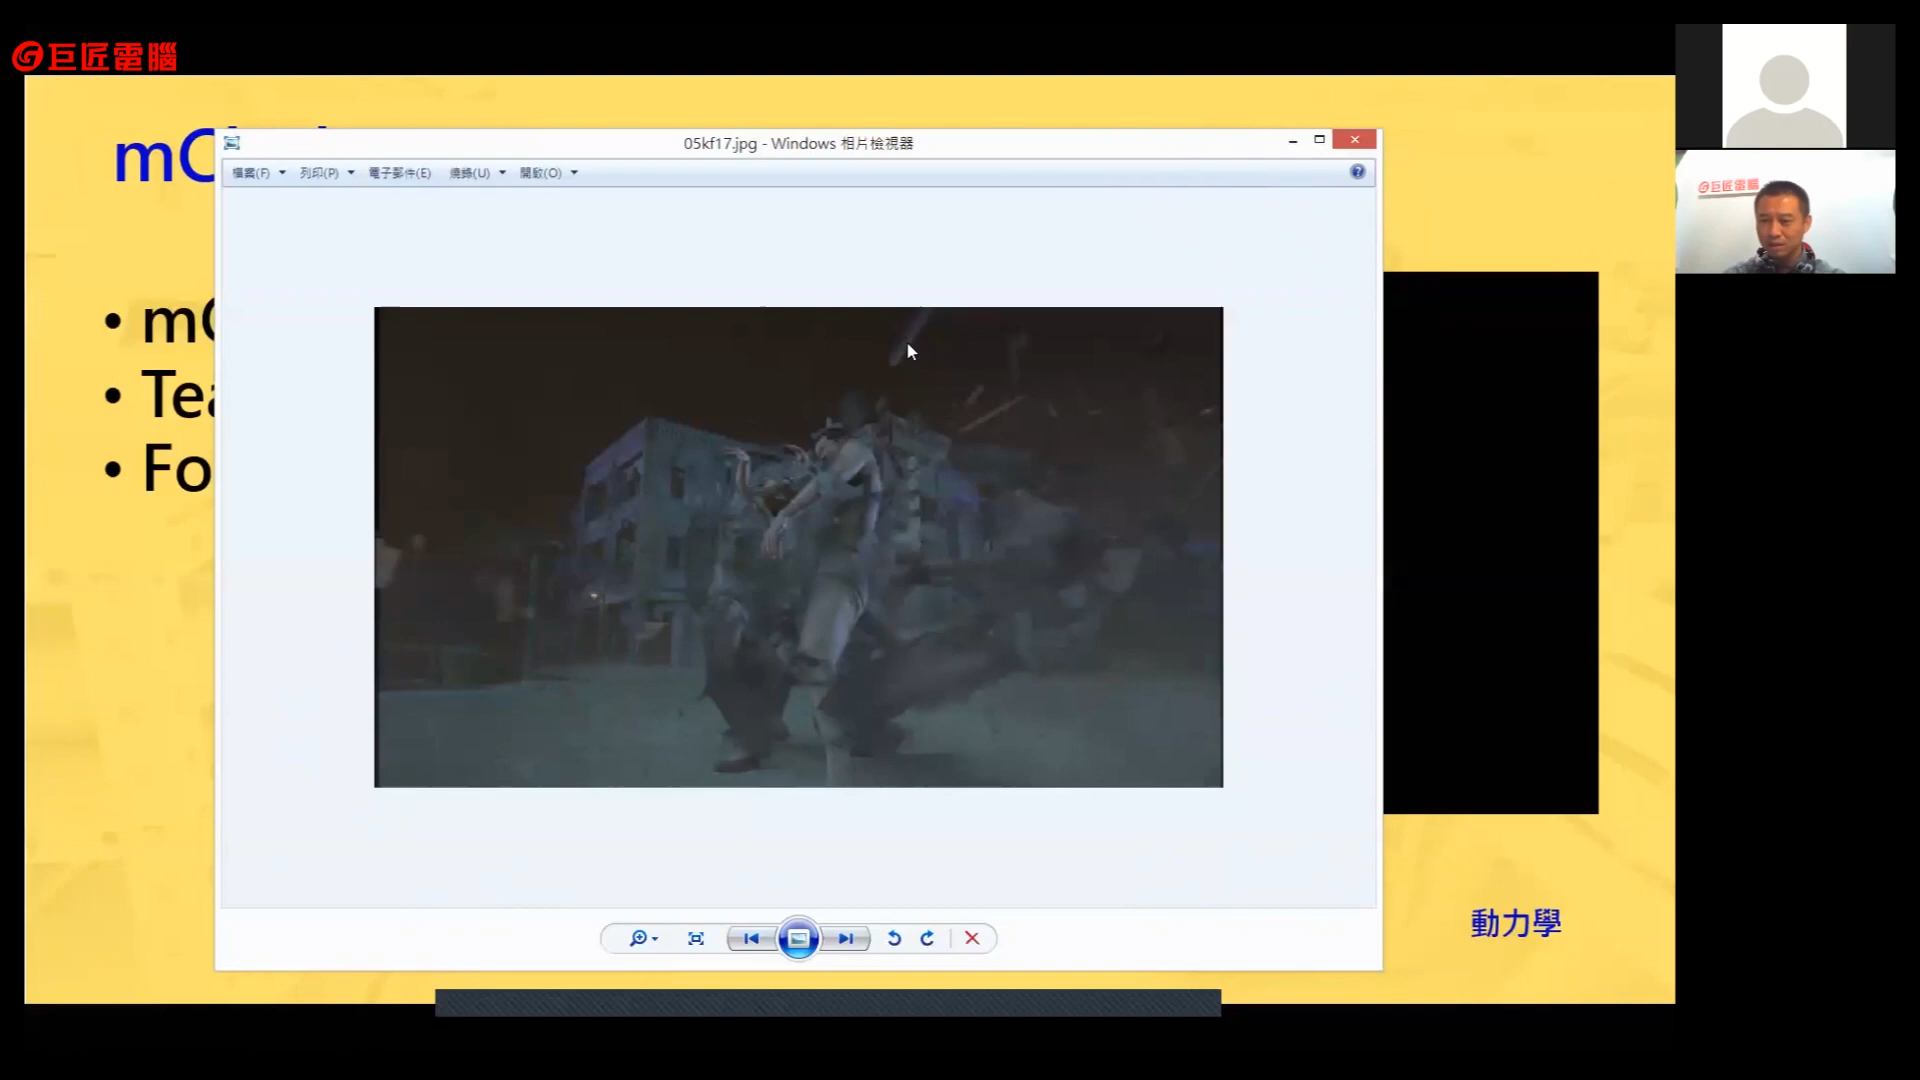 巨匠電腦
05kf17.jpg - Windows 相片檢視器
檔案(F) 列印(P) 電子郵件(E) 燒錄(U) 開啟(O)
巨匠電腦
• m
• Te
• Fo
動力學